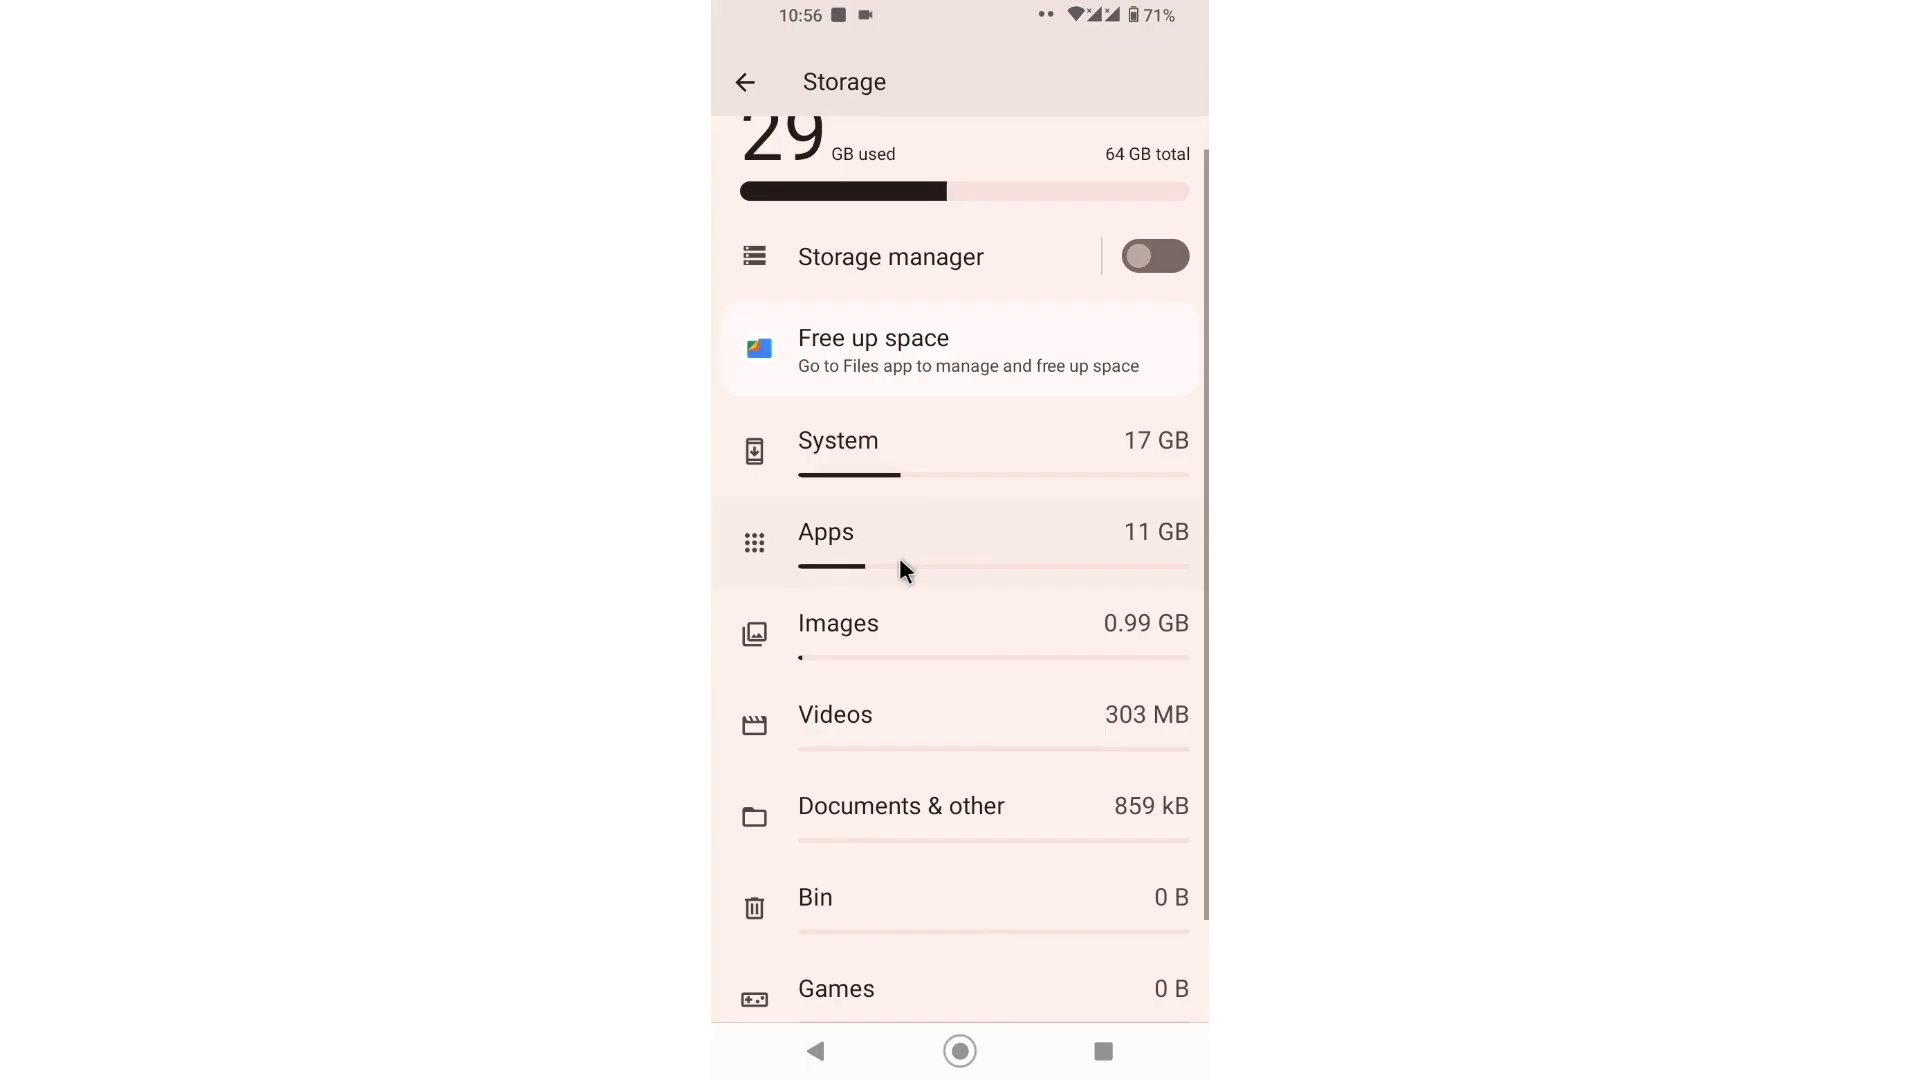 10:56
71%
Storage
29 GB used
64 GB total
Storage manager
Free up space
Go to Files app to manage and free up space
System
17 GB
Apps
11 GB
Images
0.99 GB
Videos
303 MB
Documents & other
859 kB
Bin
0 B
Games
0 B